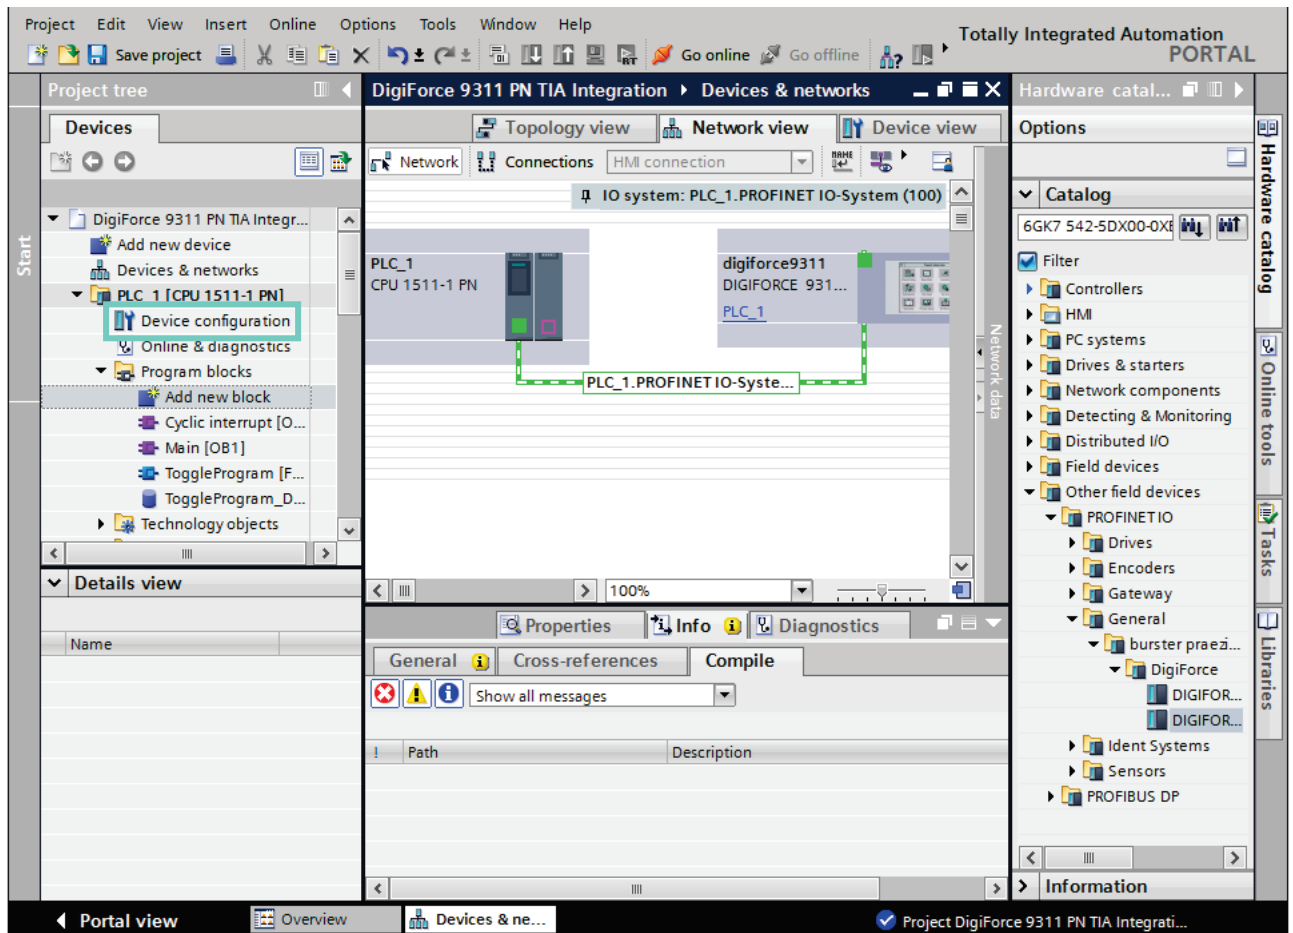 Project Edit View Insert Online Options Tools Window Help
Totally Integrated Automation
PORTAL
Save project
Go online
Go offline
Project tree
Devices
Start
DigiForce 9311 PN TIA Integr...
Add new device
Devices & networks
PLC_1 [CPU 1511-1 PN]
Device configuration
Online & diagnostics
Program blocks
Add new block
Cyclic interrupt [O...
Main [OB1]
ToggleProgram [F...
ToggleProgram_D...
Technology objects
Details view
Name
DigiForce 9311 PN TIA Integration
Devices & networks
Topology view
Network view
Device view
Network
Connections
HMI connection
NAME
IO system: PLC_1.PROFINET IO-System (100)
PLC_1
CPU 1511-1 PN
digiforce9311
DIGIFORCE 931...
PLC_1
PLC_1.PROFINET IO-Syste...
Network data
100%
Properties
Info
Diagnostics
General
Cross-references
Compile
Show all messages
! Path Description
Hardware catal...
Options
Catalog
6GK7 542-5DX00-0XE
Filter
Controllers
HMI
PC systems
Drives & starters
Network components
Detecting & Monitoring
Distributed I/O
Field devices
Other field devices
PROFINET IO
Drives
Encoders
Gateway
General
burster praezi...
DigiForce
DIGIFOR...
DIGIFOR...
Ident Systems
Sensors
PROFIBUS DP
Information
Hardware catalog
Online tools
Tasks
Libraries
Portal view
Overview
Devices & ne...
Project DigiForce 9311 PN TIA Integrati...